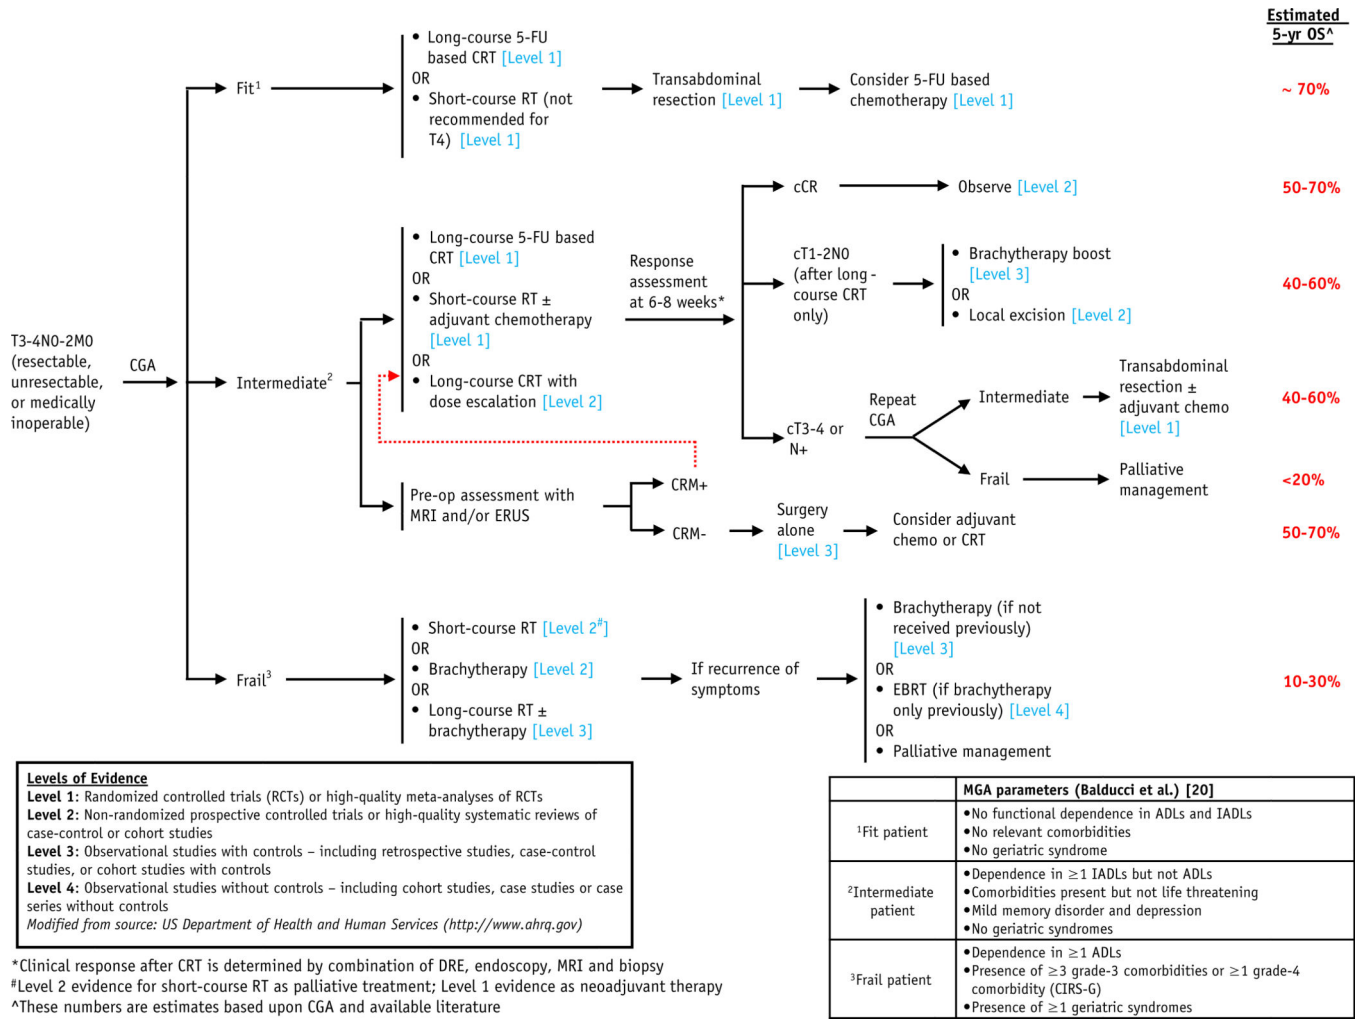 Estimated
5-yr OS^
• Long-course 5-FU
based CRT [Level 1]
OR
• Short-course RT (not
recommended for
T4) [Level 1]
Fit1
Transabdominal
resection [Level 1]
Consider 5-FU based
chemotherapy [Level 1]
~ 70%
T3-4N0-2M0
(resectable,
unresectable,
or medically
inoperable)
CGA
Intermediate2
• Long-course 5-FU based
CRT [Level 1]
OR
• Short-course RT ±
adjuvant chemotherapy
[Level 1]
OR
• Long-course CRT with
dose escalation [Level 2]
Response
assessment
at 6-8 weeks*
cCR
Observe [Level 2]
50-70%
cT1-2N0
(after long -
course CRT
only)
• Brachytherapy boost
[Level 3]
OR
• Local excision [Level 2]
40-60%
cT3-4 or
N+
Repeat
CGA
Intermediate
Transabdominal
resection ±
adjuvant chemo
[Level 1]
40-60%
Frail
Palliative
management
<20%
Pre-op assessment with
MRI and/or ERUS
CRM+
CRM-
Surgery
alone
[Level 3]
Consider adjuvant
chemo or CRT
50-70%
Frail3
• Short-course RT [Level 2#]
OR
• Brachytherapy [Level 2]
OR
• Long-course RT ±
brachytherapy [Level 3]
If recurrence of
symptoms
• Brachytherapy (if not
received previously)
[Level 3]
OR
• EBRT (if brachytherapy
only previously) [Level 4]
OR
• Palliative management
10-30%
Levels of Evidence
Level 1: Randomized controlled trials (RCTs) or high-quality meta-analyses of RCTs
Level 2: Non-randomized prospective controlled trials or high-quality systematic reviews of
case-control or cohort studies
Level 3: Observational studies with controls – including retrospective studies, case-control
studies, or cohort studies with controls
Level 4: Observational studies without controls – including cohort studies, case studies or case
series without controls
Modified from source: US Department of Health and Human Services (http://www.ahrq.gov)
*Clinical response after CRT is determined by combination of DRE, endoscopy, MRI and biopsy
#Level 2 evidence for short-course RT as palliative treatment; Level 1 evidence as neoadjuvant therapy
^These numbers are estimates based upon CGA and available literature
MGA parameters (Balducci et al.) [20]
1Fit patient
•No functional dependence in ADLs and IADLs
•No relevant comorbidities
•No geriatric syndrome
2Intermediate
patient
•Dependence in ≥1 IADLs but not ADLs
•Comorbidities present but not life threatening
•Mild memory disorder and depression
•No geriatric syndromes
3Frail patient
•Dependence in ≥1 ADLs
•Presence of ≥3 grade-3 comorbidities or ≥1 grade-4
comorbidity (CIRS-G)
•Presence of ≥1 geriatric syndromes